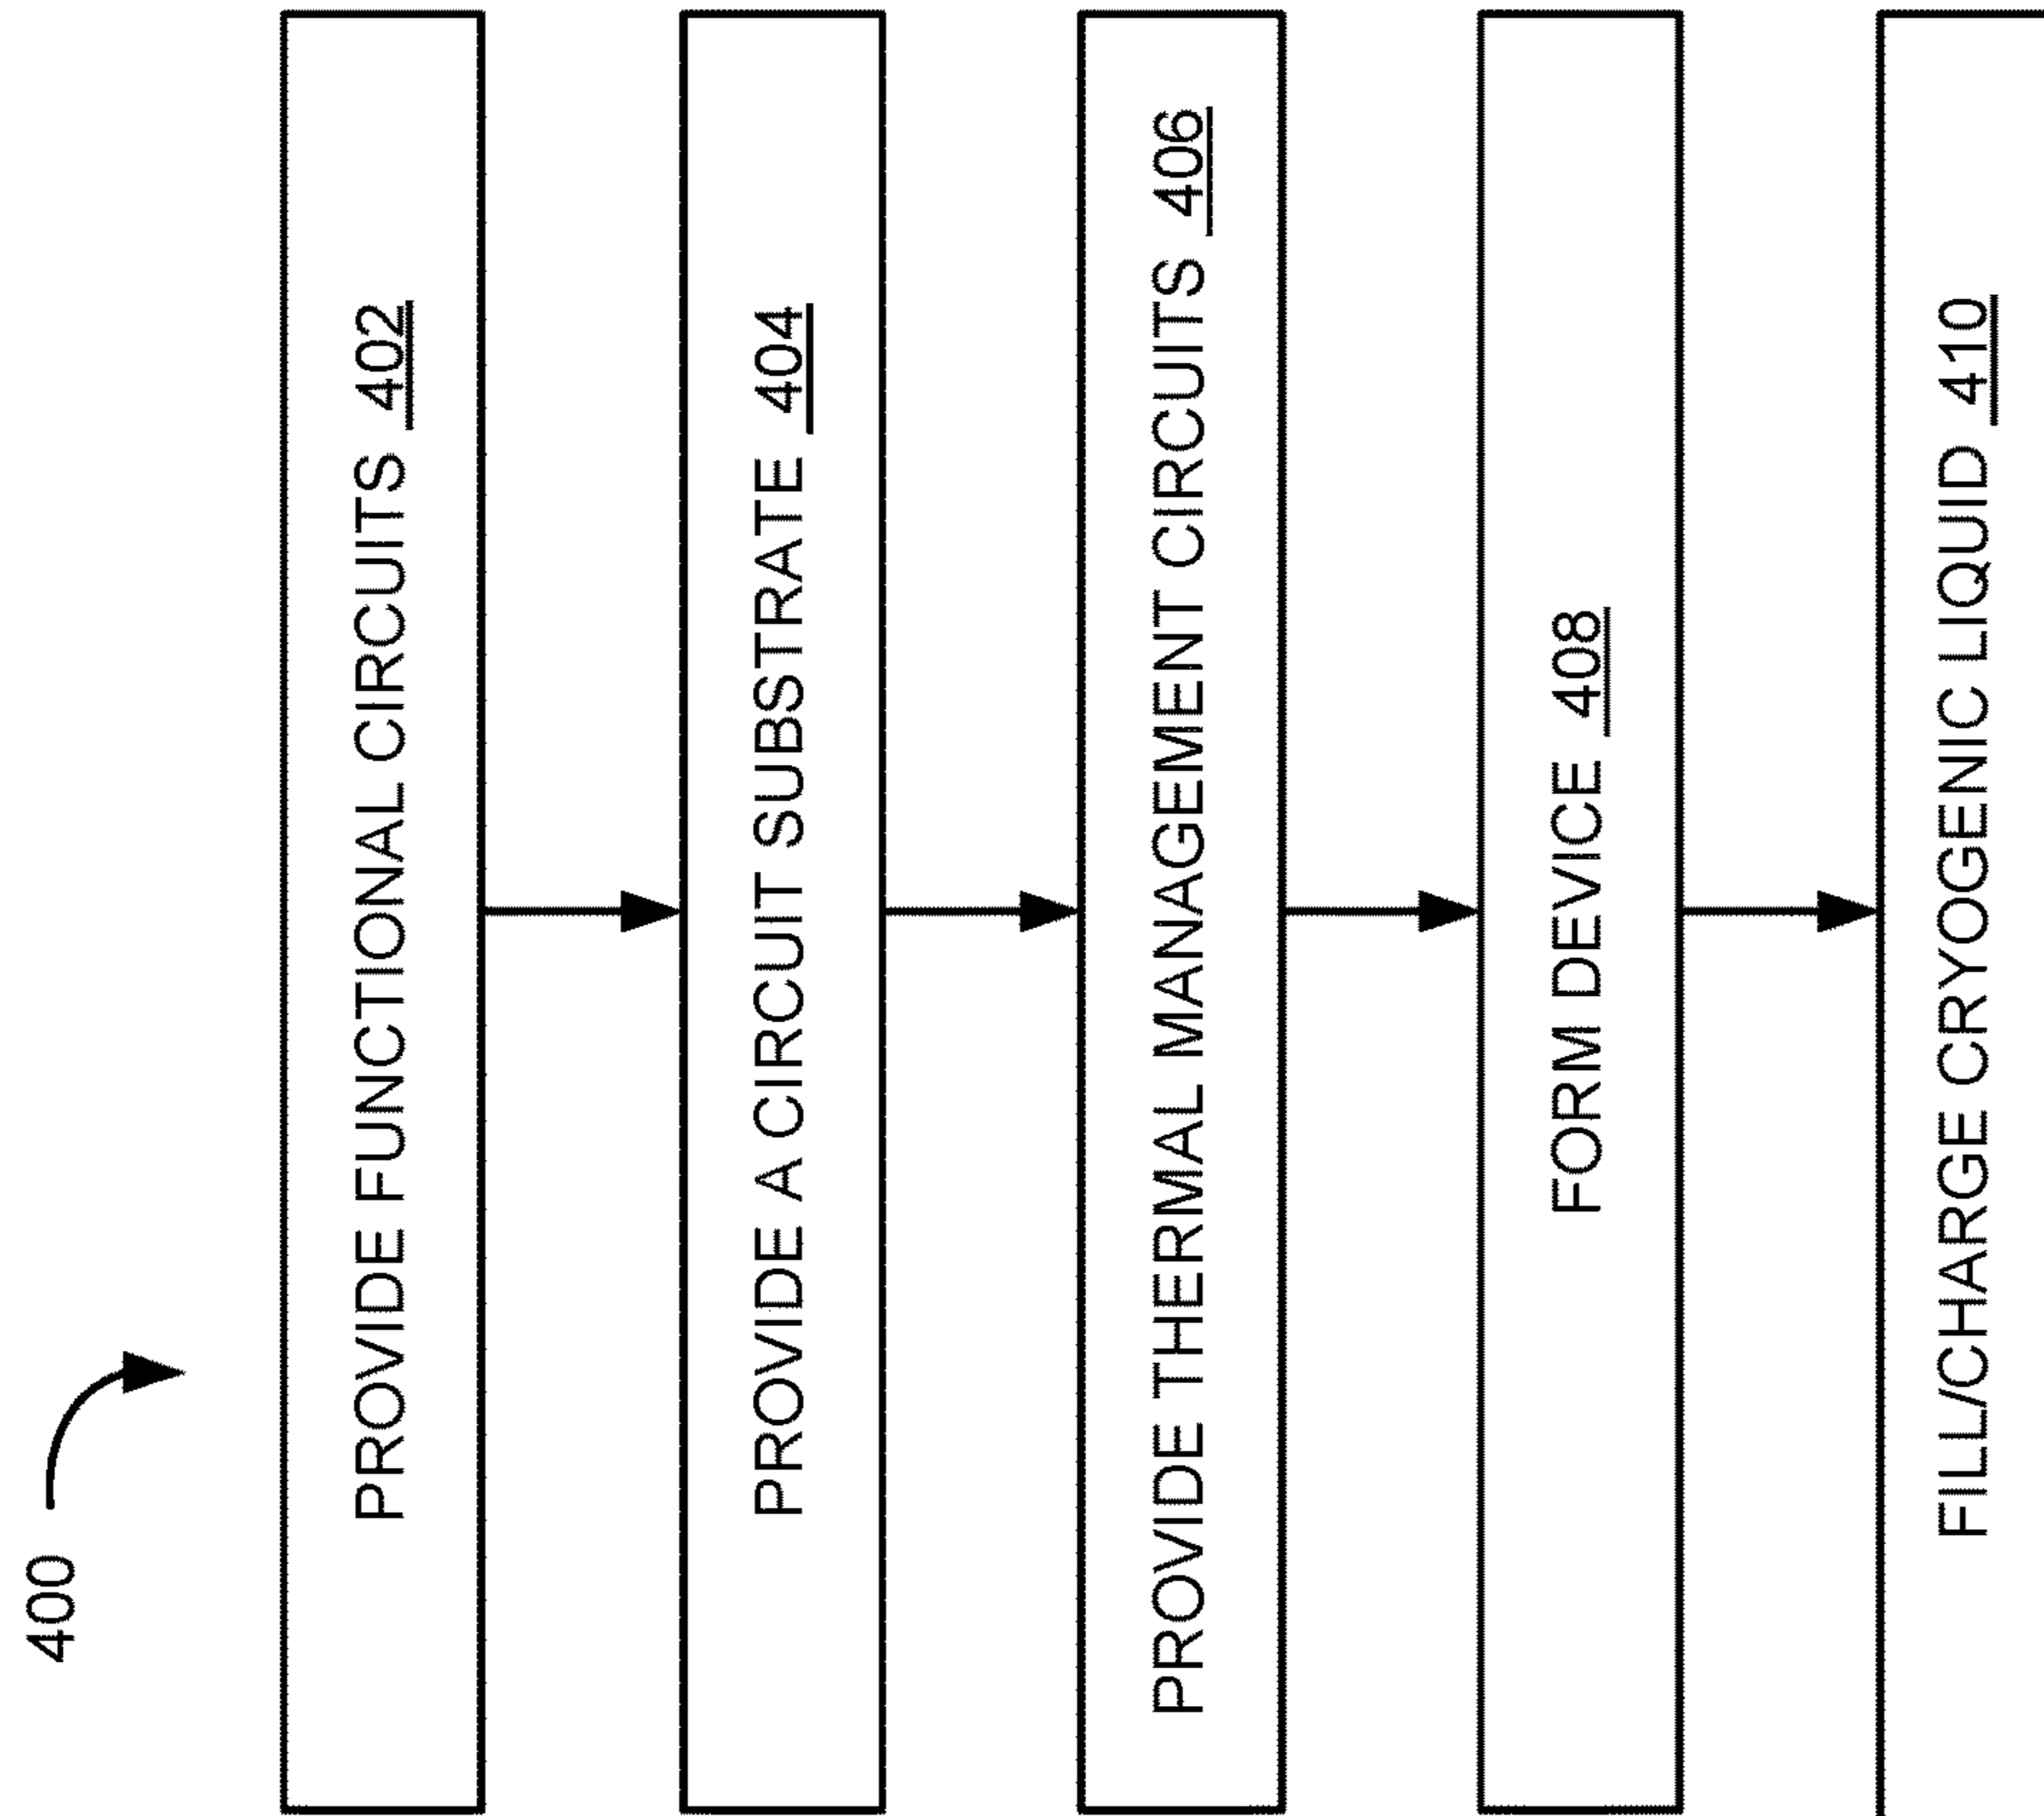 400
PROVIDE FUNCTIONAL CIRCUITS 402
PROVIDE A CIRCUIT SUBSTRATE 404
PROVIDE THERMAL MANAGEMENT CIRCUITS 406
FORM DEVICE 408
FILL/CHARGE CRYOGENIC LIQUID 410